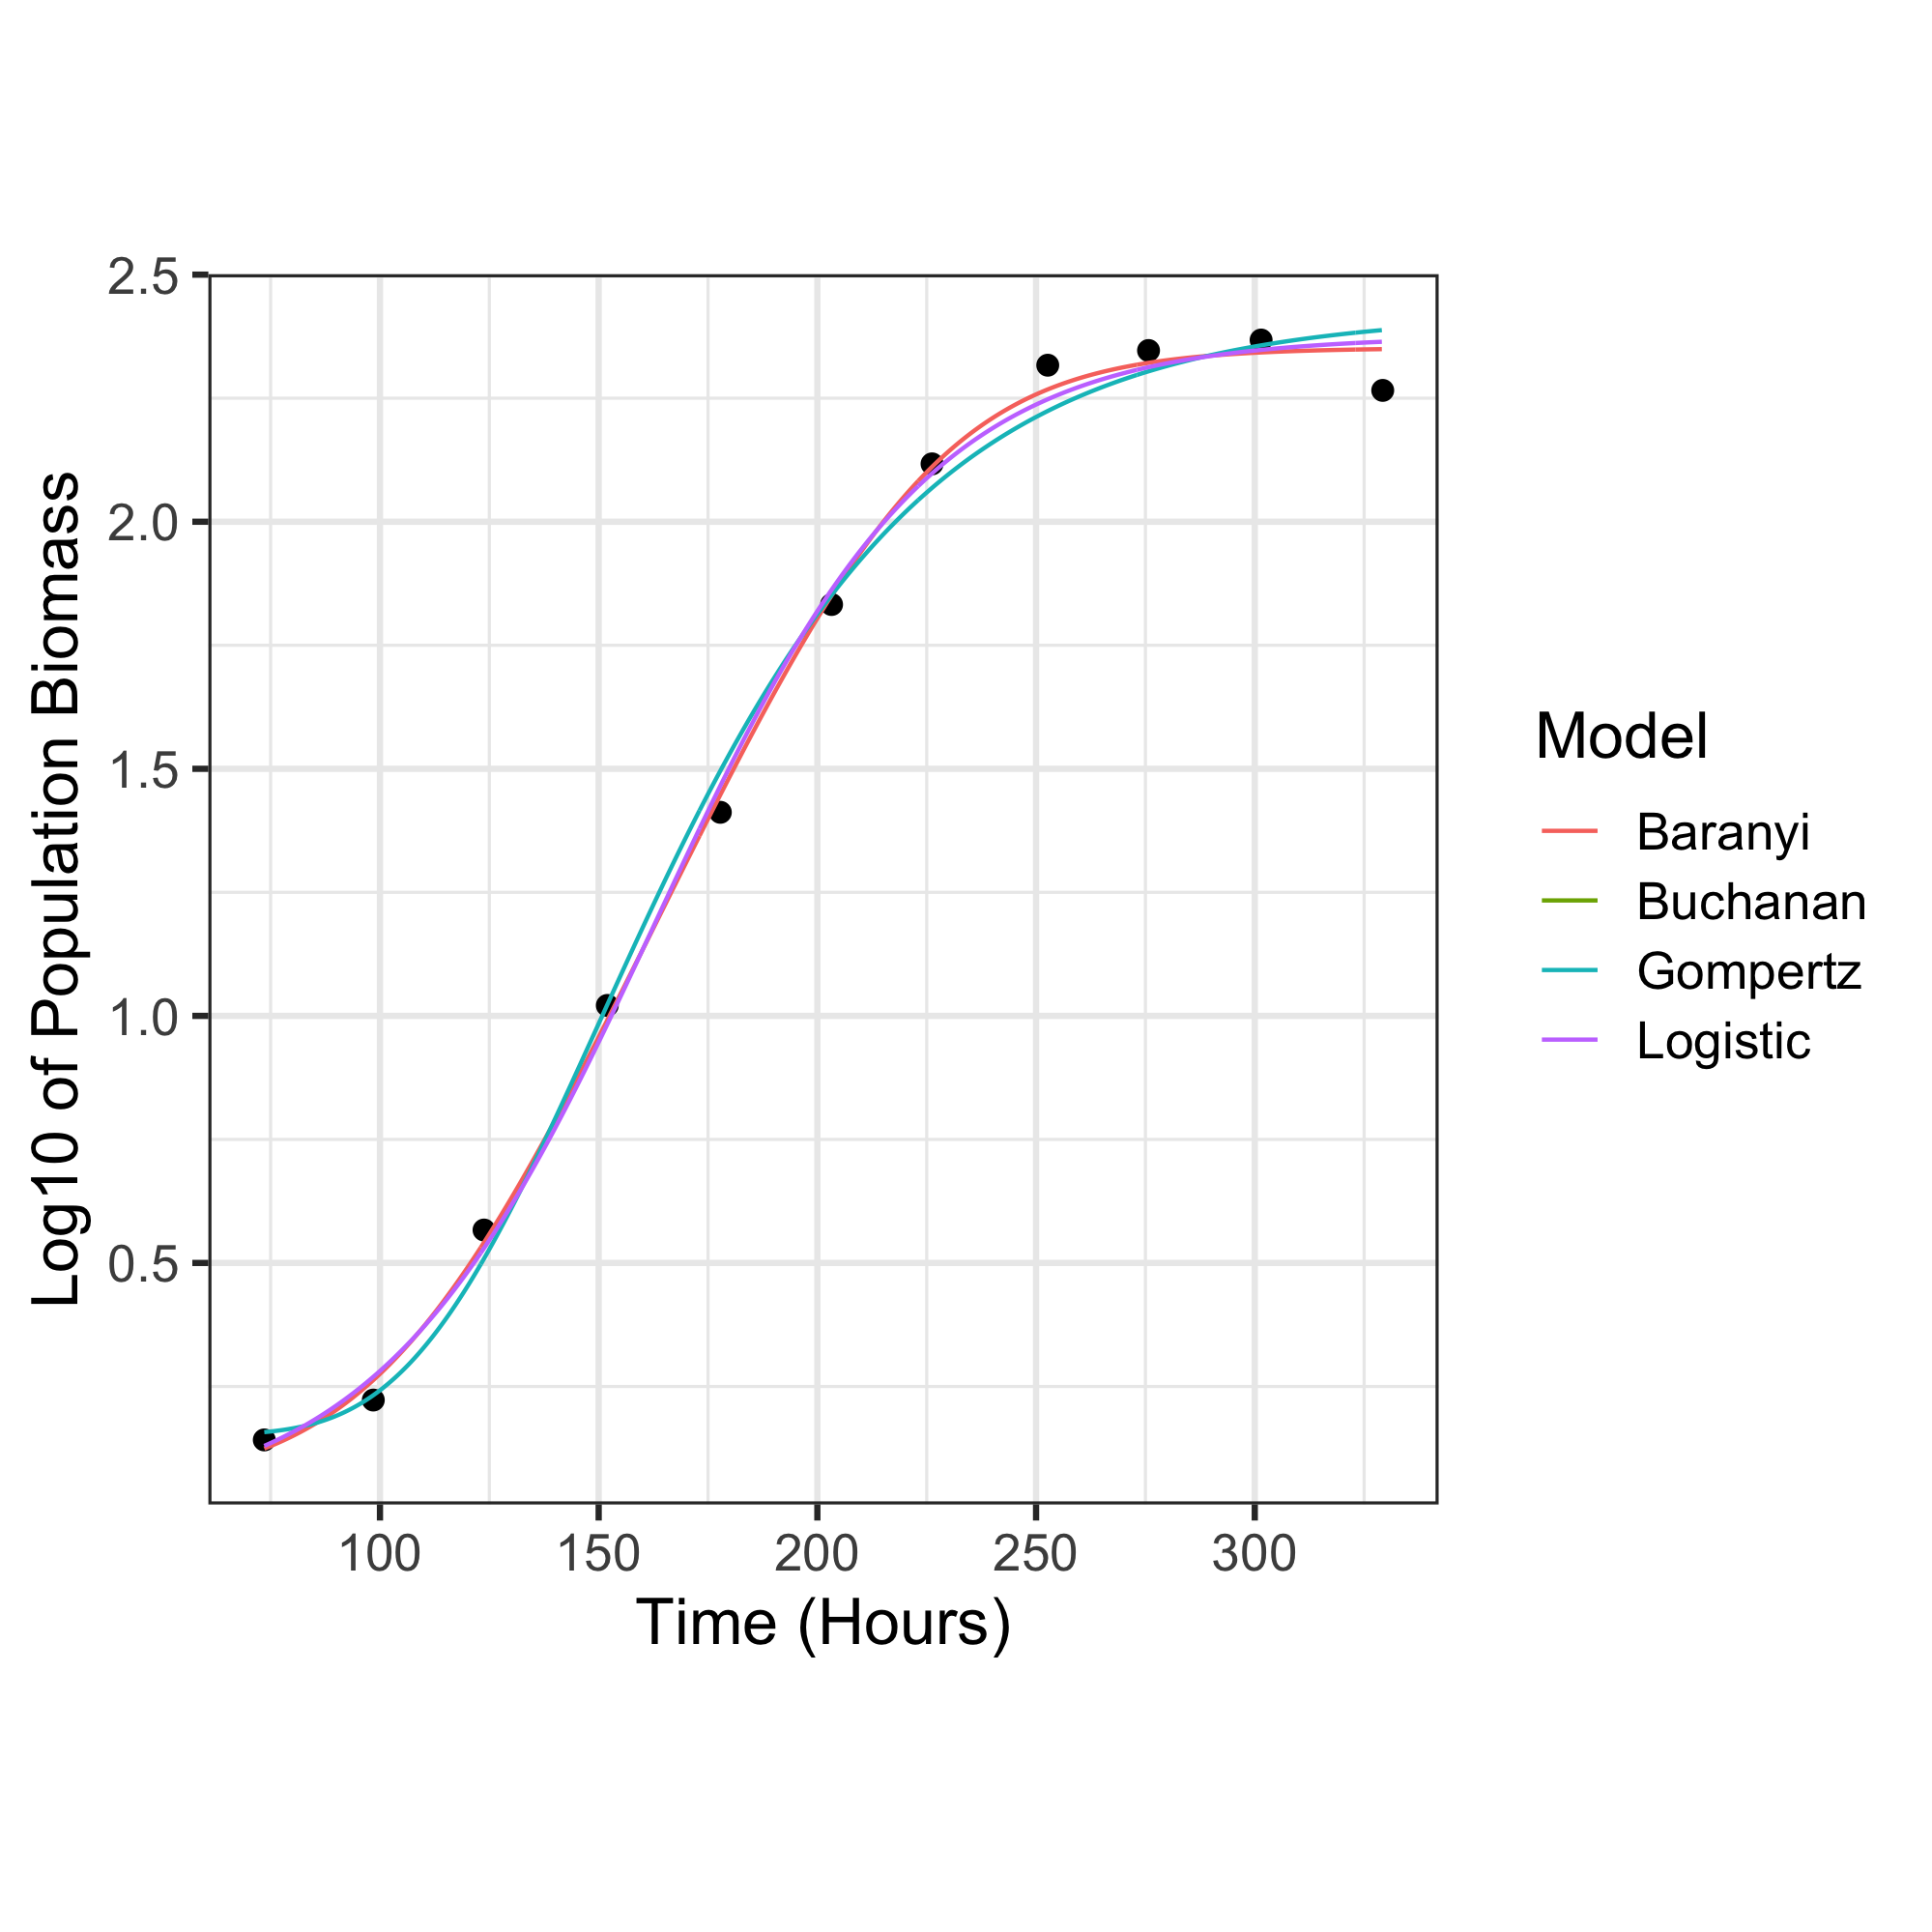 Log10 of Population Biomass
2.5
2.0
1.5
1.0
0.5
100 150 200 250 300
Time (Hours)
Model
Baranyi
Buchanan
Gompertz
Logistic